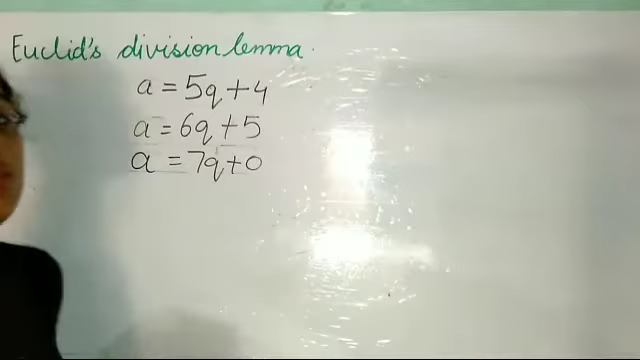 Euclid's division lemma.
a = 5q + 4
a = 6q + 5
a = 7q + 0